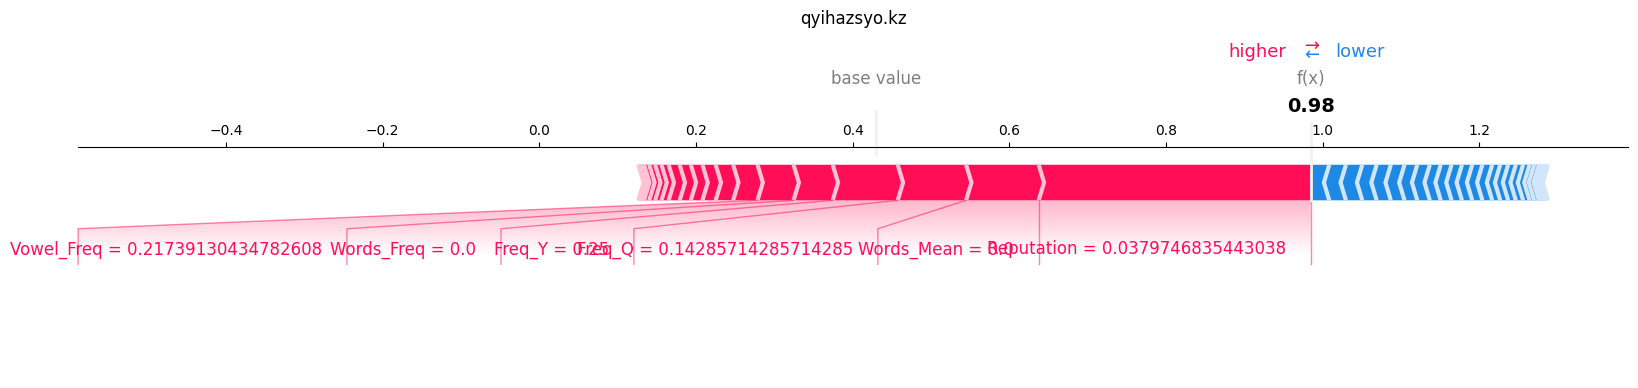 qyihazsyo.kz
higher ⇄ lower
base value f(x)
0.98
−0.4 −0.2 0.0 0.2 0.4 0.6 0.8 1.0 1.2
Vowel_Freq = 0.21739130434782608 Words_Freq = 0.0 Freq_Y = 0.25 Freq_Q = 0.14285714285714285 Words_Mean = 0.0 Reputation = 0.0379746835443038